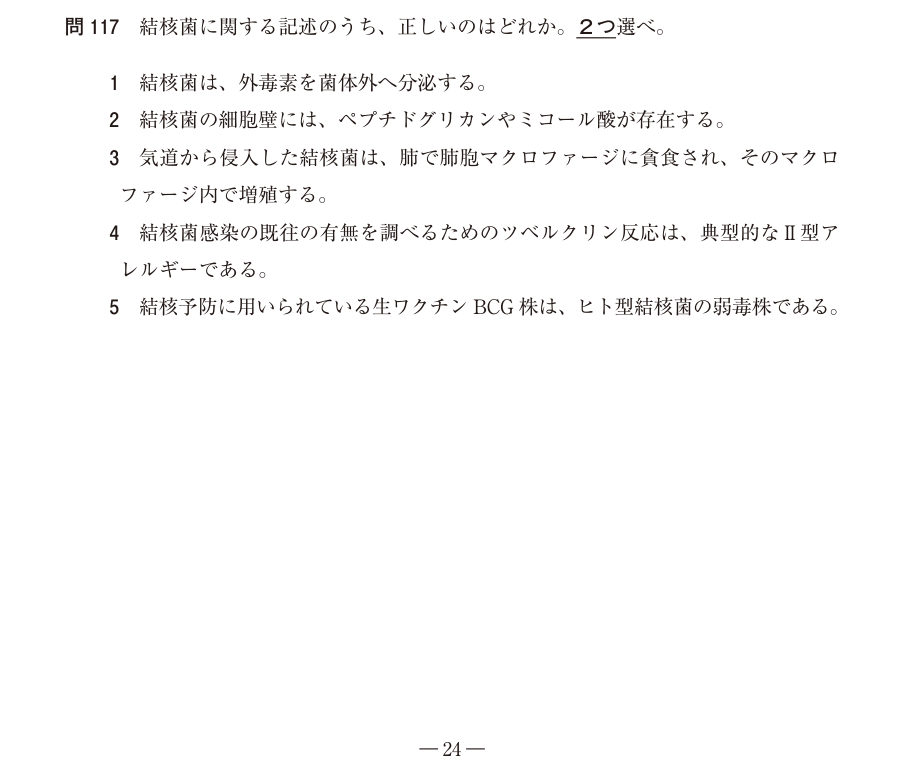 問 117　結核菌に関する記述のうち、正しいのはどれか。２つ選べ。
1　結核菌は、外毒素を菌体外へ分泌する。
2　結核菌の細胞壁には、ペプチドグリカンやミコール酸が存在する。
3　気道から侵入した結核菌は、肺で肺胞マクロファージに貪食され、そのマクロ
ファージ内で増殖する。
4　結核菌感染の既往の有無を調べるためのツベルクリン反応は、典型的なⅡ型ア
レルギーである。
5　結核予防に用いられている生ワクチン BCG 株は、ヒト型結核菌の弱毒株である。
― 24 ―